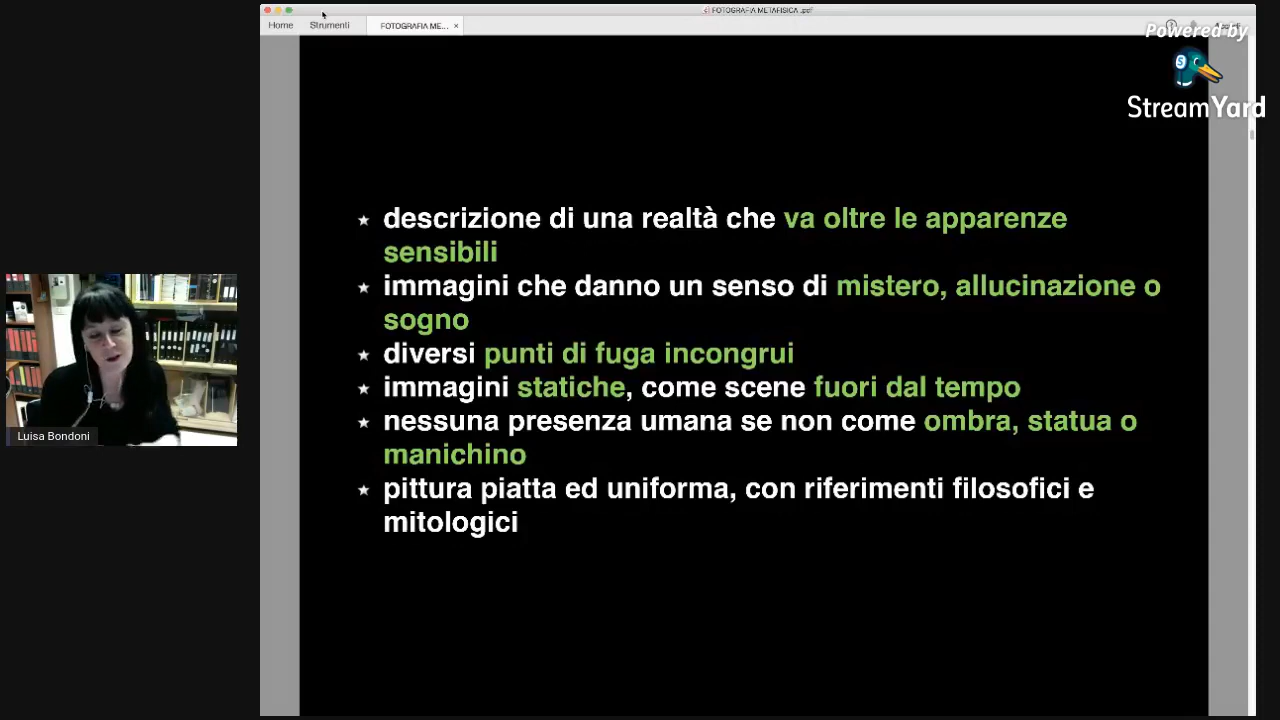 FOTOGRAFIA METAFISICA .pdf
Home
Strumenti
FOTOGRAFIA ME...
Powered by
StreamYard
descrizione di una realtà che va oltre le apparenze
sensibili
immagini che danno un senso di mistero, allucinazione o
sogno
diversi punti di fuga incongrui
immagini statiche, come scene fuori dal tempo
nessuna presenza umana se non come ombra, statua o
manichino
pittura piatta ed uniforma, con riferimenti filosofici e
mitologici
Luisa Bondoni